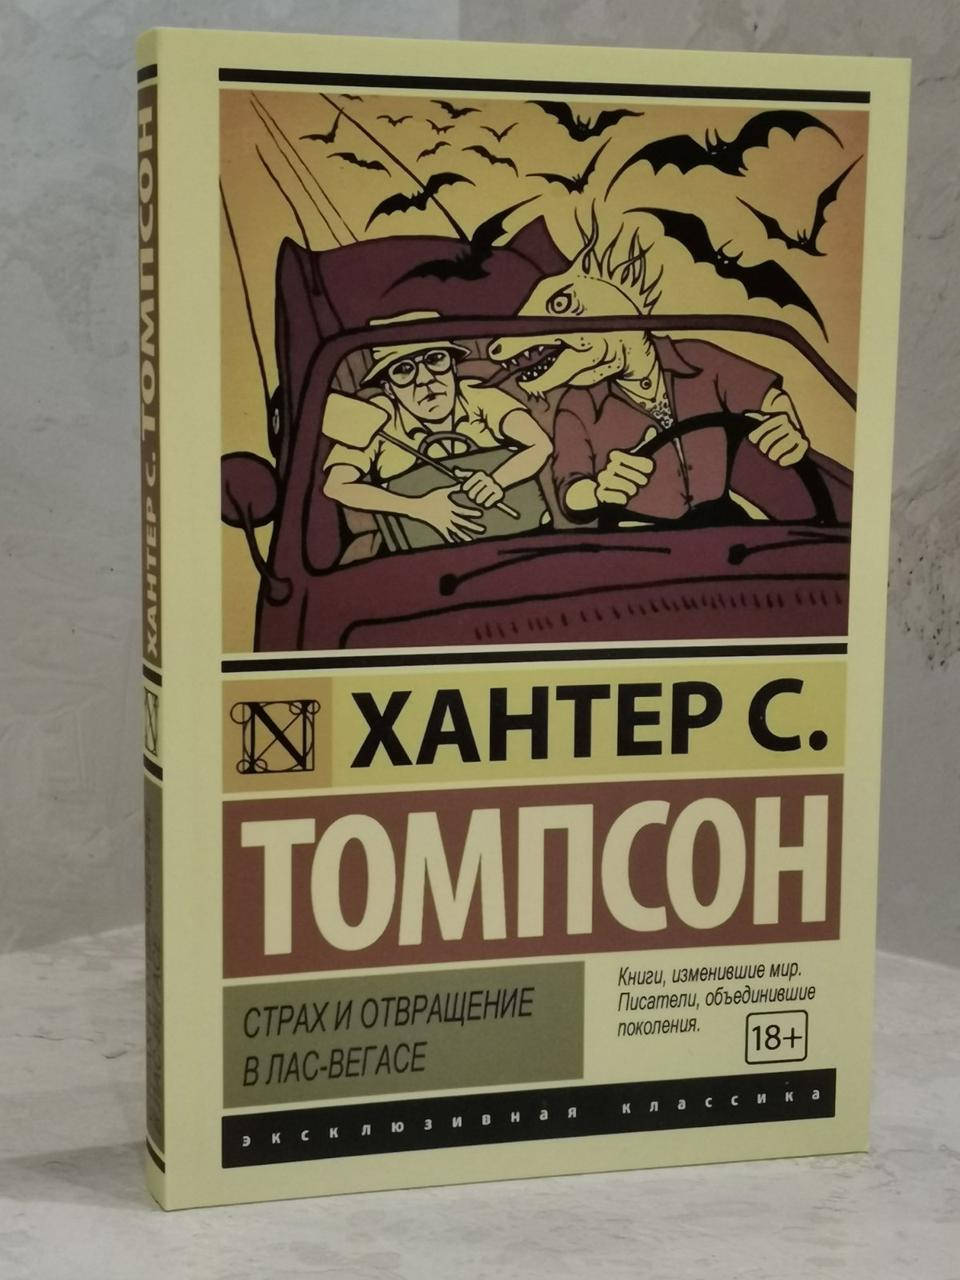 ХАНТЕР С. ТОМПСОН
N
ХАНТЕР С.
ТОМПСОН
СТРАХ И ОТВРАЩЕНИЕ
В ЛАС-ВЕГАСЕ
Книги, изменившие мир.
Писатели, объединившие
поколения.
18+
эксклюзивная классика